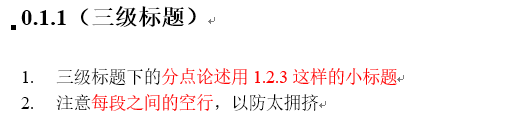 0.1.1（三级标题）
1. 三级标题下的分点论述用 1.2.3 这样的小标题
2. 注意每段之间的空行，以防太拥挤